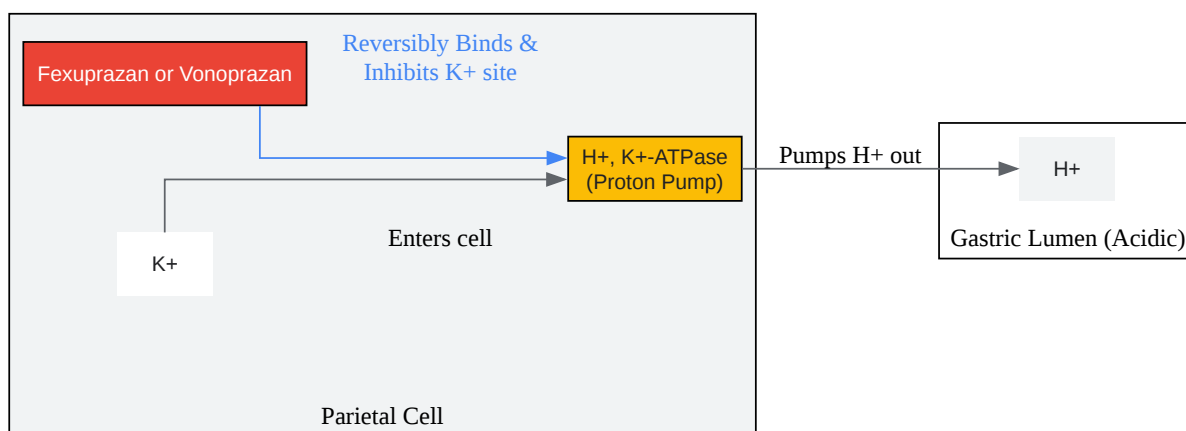 Reversibly Binds &
Inhibits K+ site
Fexuprazan or Vonoprazan
H+, K+-ATPase
(Proton Pump)
Pumps H+ out
H+
Enters cell
Gastric Lumen (Acidic)
K+
Parietal Cell